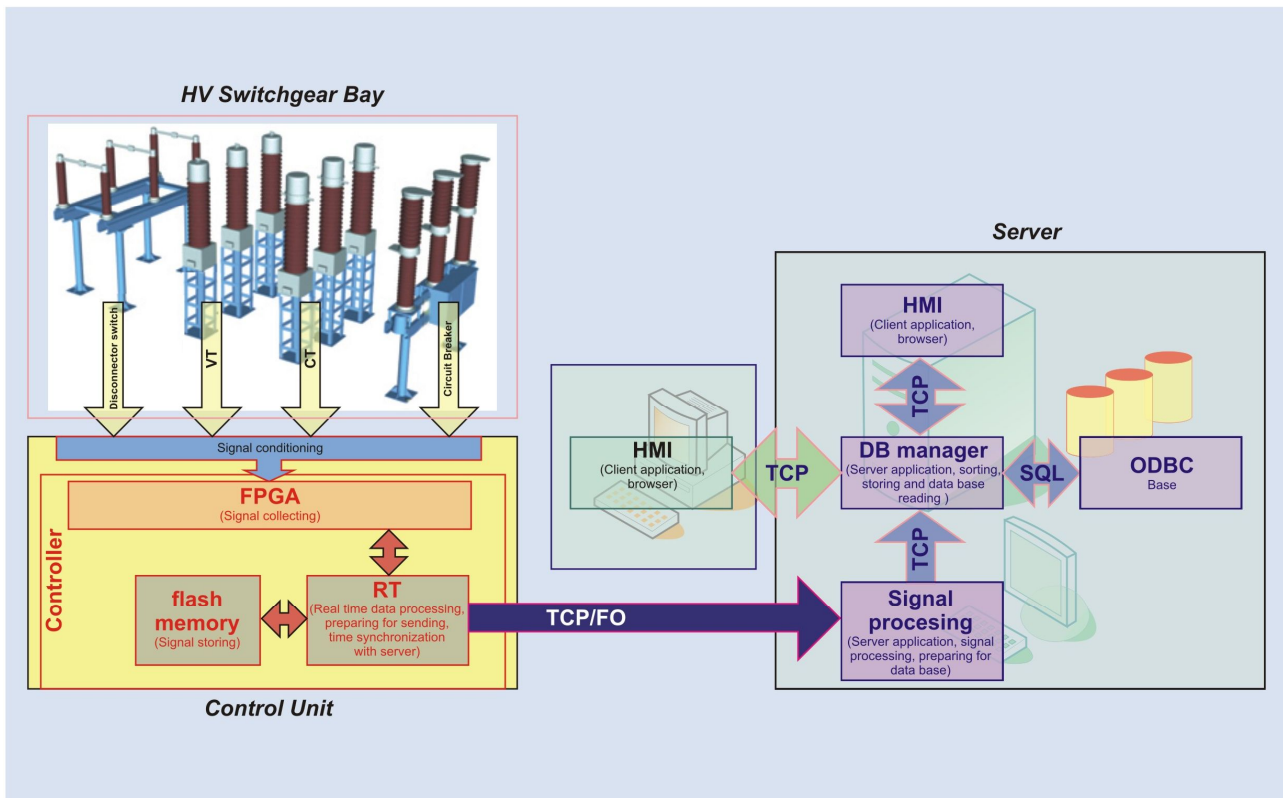 HV Switchgear Bay
Disconnector switch
VT
CT
Circuit Breaker
Signal conditioning
FPGA
(Signal collecting)
Controller
flash
memory
(Signal storing)
RT
(Real time data processing,
preparing for sending,
time synchronization
with server)
Control Unit
TCP/FO
HMI
(Client application,
browser)
TCP
Server
HMI
(Client application,
browser)
TCP
DB manager
(Server application, sorting,
storing and data base
reading )
SQL
ODBC
Base
TCP
Signal
procesing
(Server application, signal
processing, preparing for
data base)